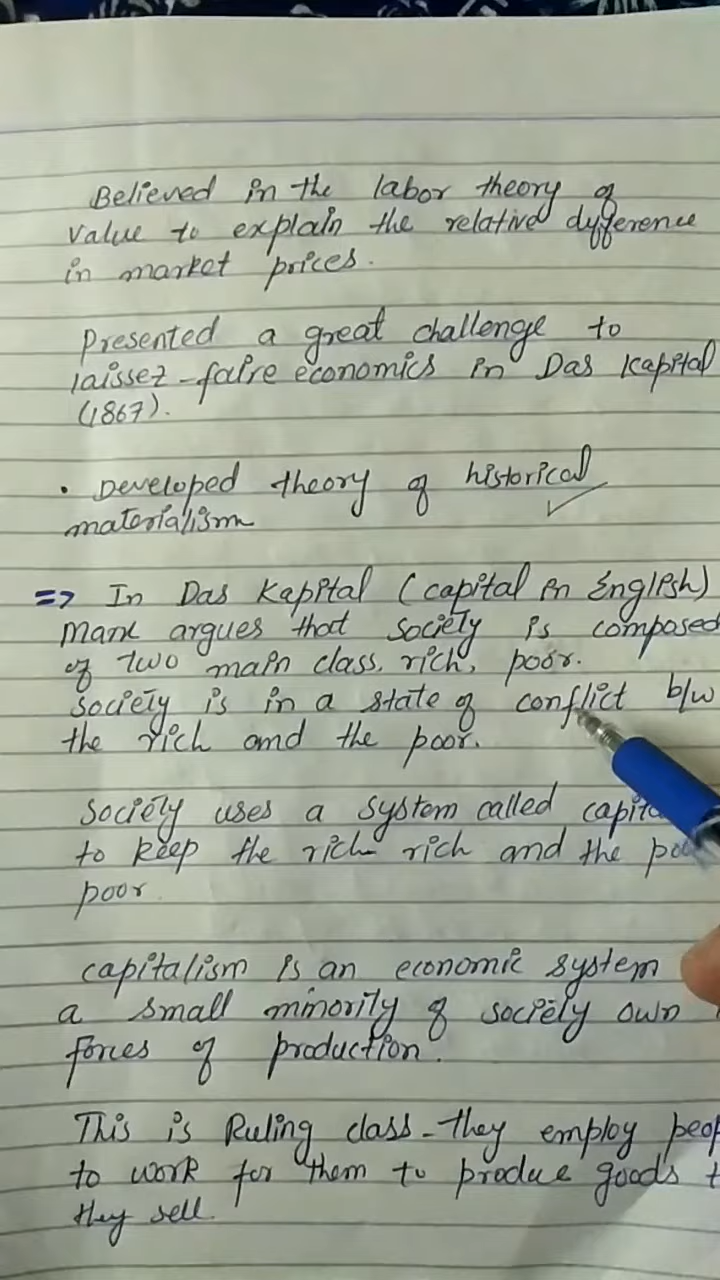 Believed in the labor theory of
value to explain the relative difference
in market prices.
Presented a great challenge to
laissez-faire economics in Das Kapital
(1867).
• Developed theory of historical
materialism
=> In Das Kapital (capital in English)
Marx argues that society is composed
of two main class. rich, poor.
society is in a state of conflict b/w
the rich and the poor.
Society uses a system called
to keep the rich rich and the
poor
capitalism is an economic system
a small minority of society own
forces of production.
This is Ruling class - they employ
to work for them to produce goods
they sell.